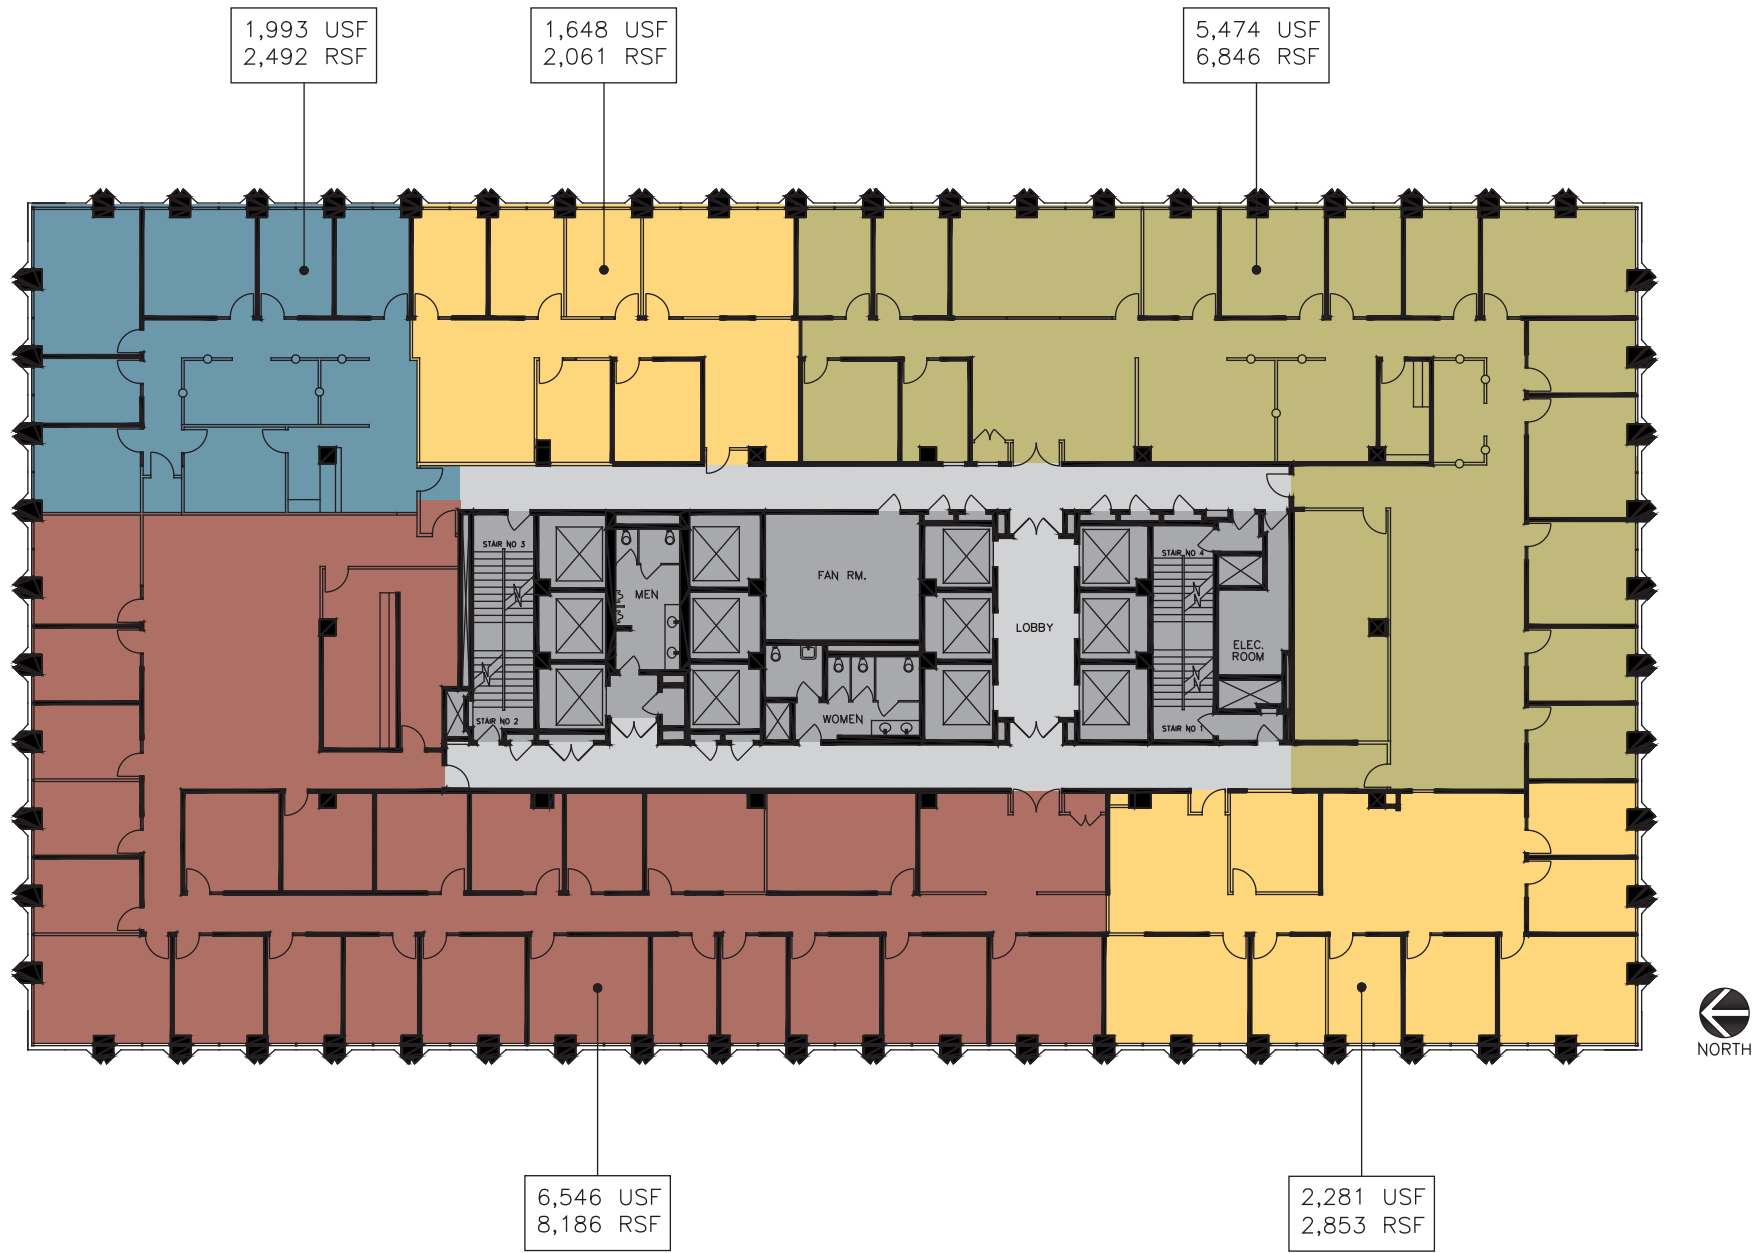 1,993 USF
2,492 RSF
1,648 USF
2,061 RSF
5,474 USF
6,846 RSF
STAIR NO 3
STAIR NO 4
FAN RM.
MEN
LOBBY
ELEC.
ROOM
WOMEN
STAIR NO 2
STAIR NO 1
NORTH
6,546 USF
8,186 RSF
2,281 USF
2,853 RSF